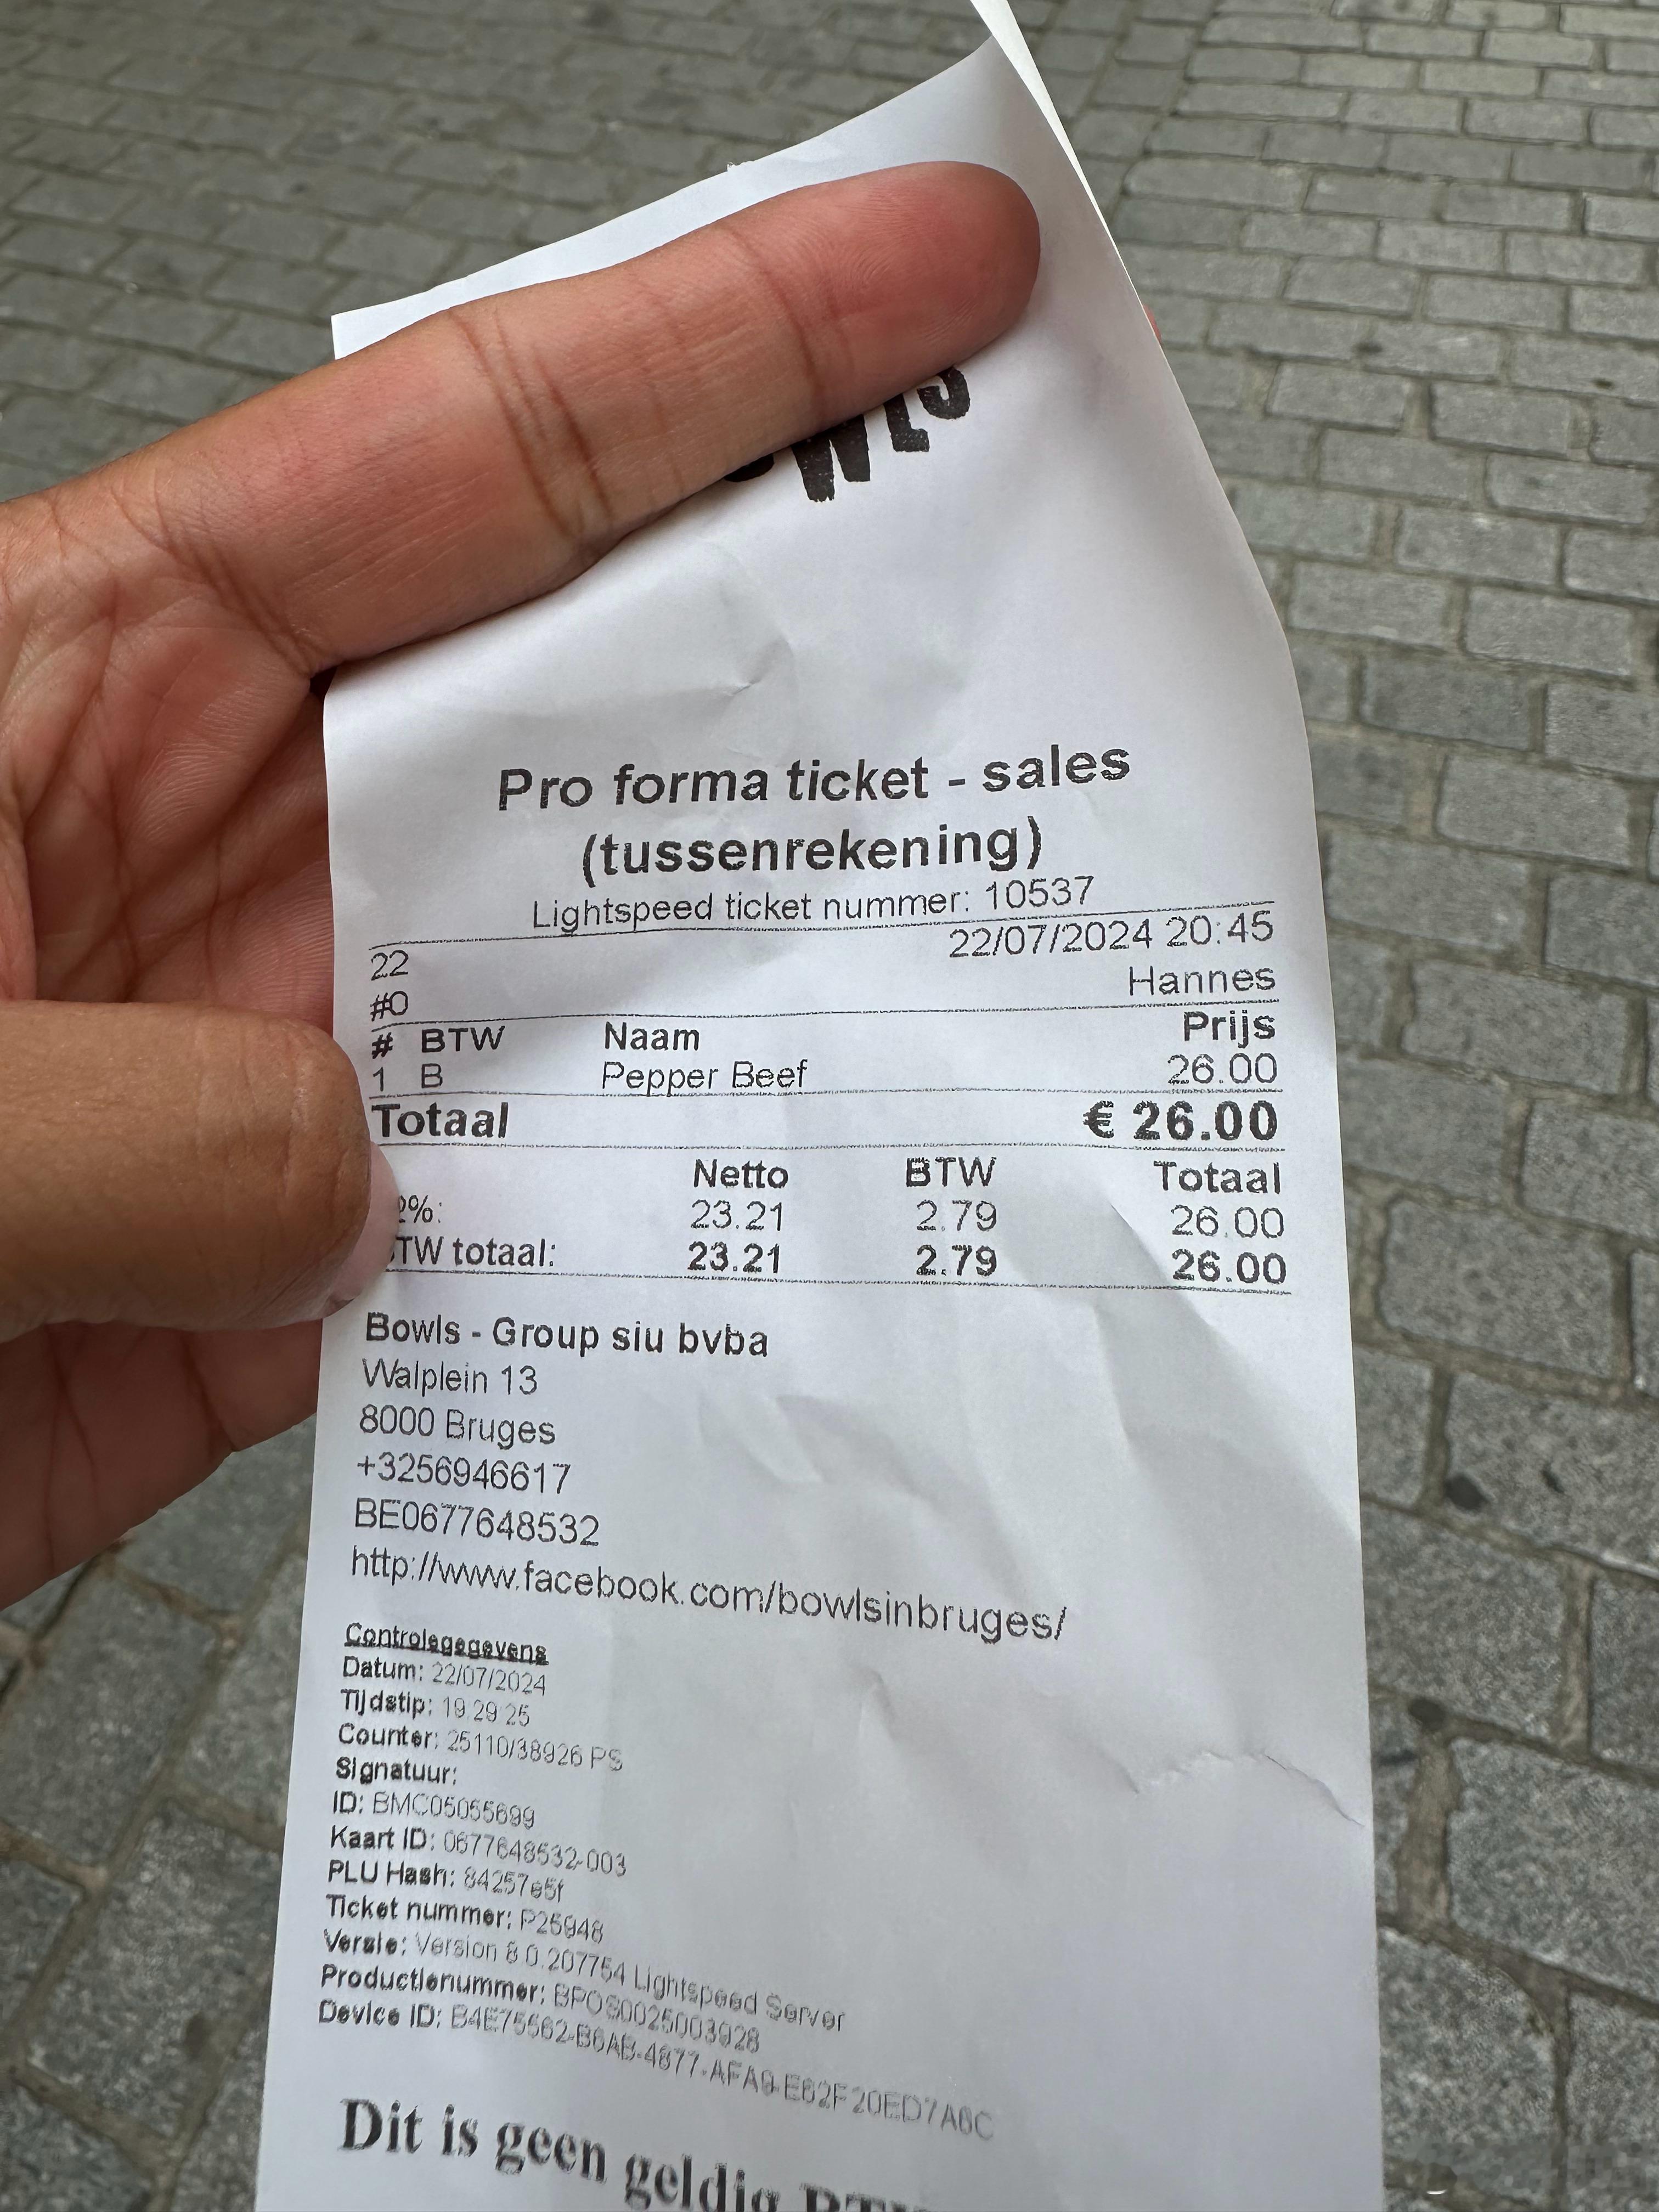 WLS
Pro forma ticket - sales
(tussenrekening)
Lightspeed ticket nummer: 10537
22 22/07/2024 20:45
#0 Hannes
# BTW Naam Prijs
1 B Pepper Beef 26.00
Totaal € 26.00
Netto BTW Totaal
2%: 23.21 2.79 26.00
TW totaal: 23.21 2.79 26.00
Bowls - Group siu bvba
Walplein 13
8000 Bruges
+3256946617
BE0677648532
http://www.facebook.com/bowlsinbruges/
Controlegegevens
Datum: 22/07/2024
Tijdstip: 19:29:25
Counter: 25110/38926 PS
Signatuur:
ID: BMC05055699
Kaart ID: 0677648532-003
PLU Hash: 84257e5f
Ticket nummer: P25948
Versie: Version 8.0.207754 Lightspeed Server
Productienummer: BPOS0025003928
Device ID: B4E75562-B6AB-4877-AFA9-E62F20ED7A6C
Dit is geen geldig